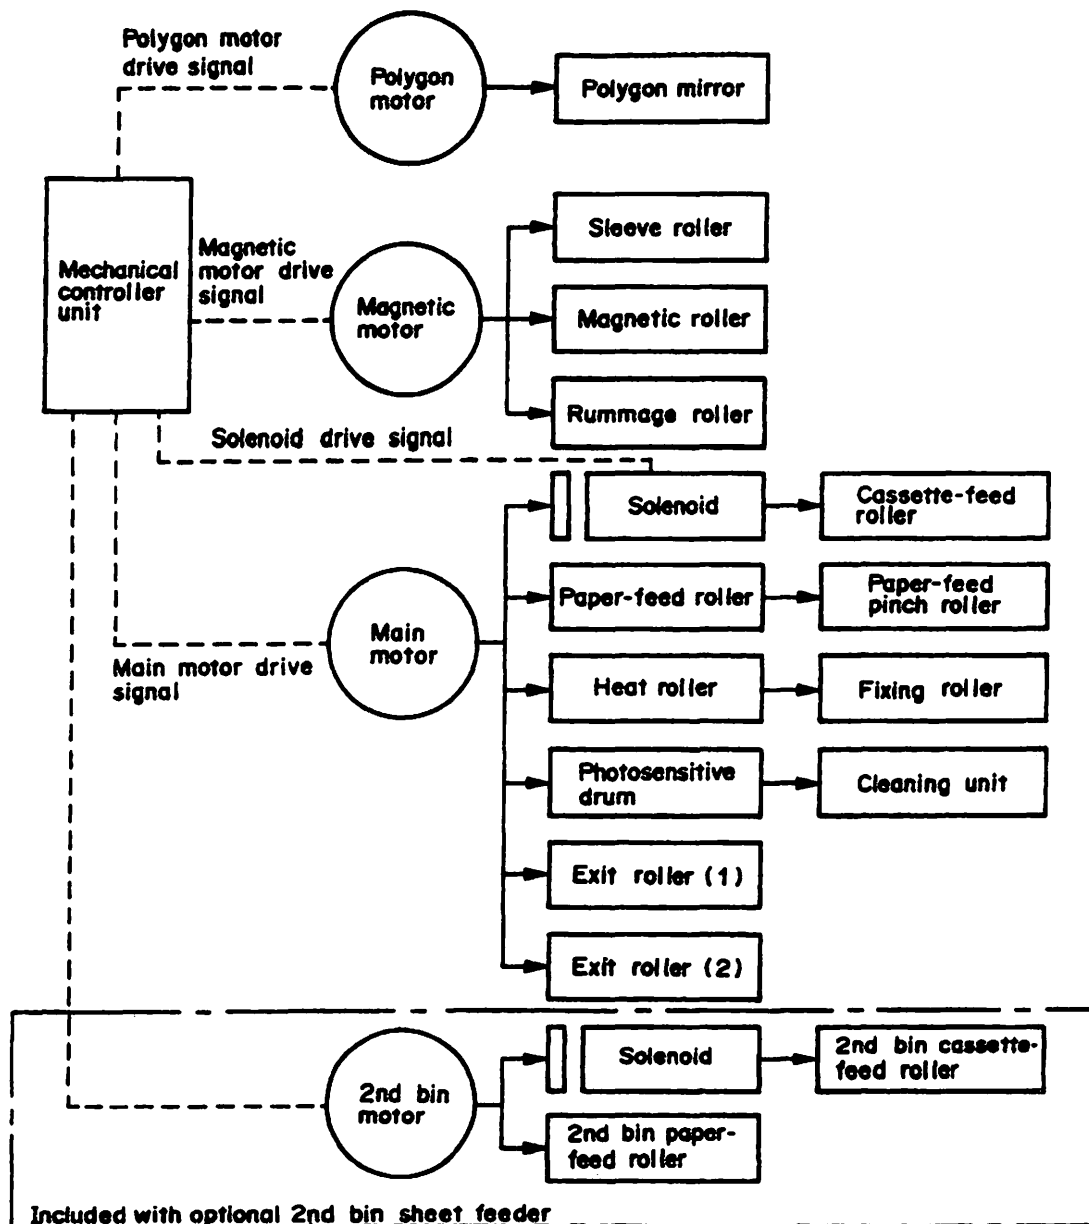 Polygon motor
drive signal
Polygon
motor
Polygon mirror
Mechanical
controller
unit
Magnetic
motor drive
signal
Magnetic
motor
Sleeve roller
Magnetic roller
Rummage roller
Solenoid drive signal
Solenoid
Cassette-feed
roller
Main
motor
Main motor drive
signal
Paper-feed roller
Paper-feed
pinch roller
Heat roller
Fixing roller
Photosensitive
drum
Cleaning unit
Exit roller (1)
Exit roller (2)
2nd bin
motor
Solenoid
2nd bin cassette-
feed roller
2nd bin paper-
feed roller
Included with optional 2nd bin sheet feeder